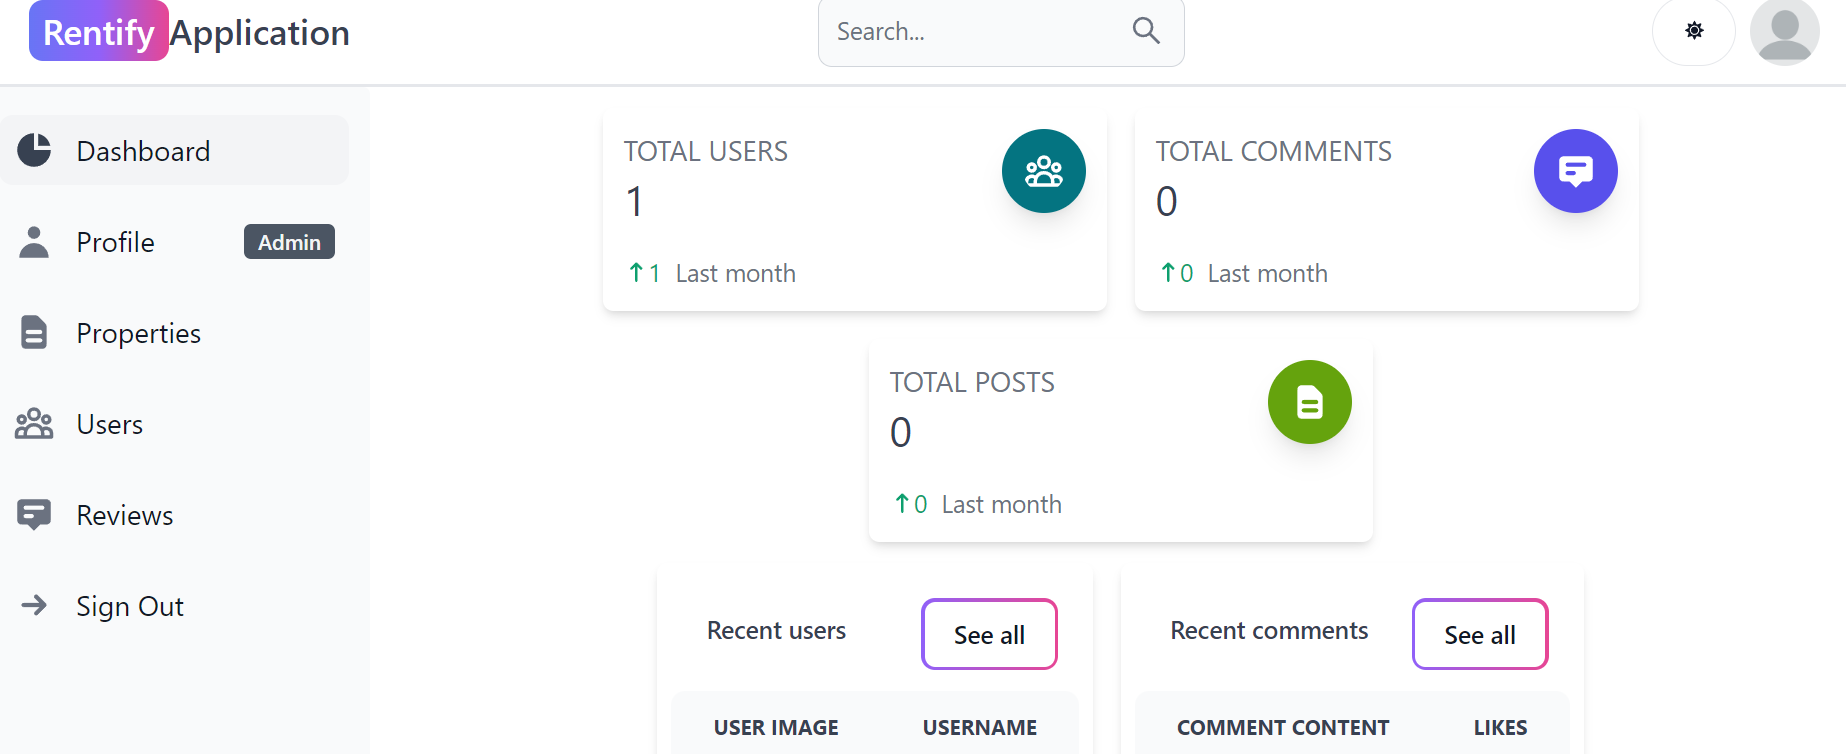 Rentify Application
Search...
Dashboard
Profile
Admin
Properties
Users
Reviews
Sign Out
TOTAL USERS
1
1 Last month
TOTAL COMMENTS
0
0 Last month
TOTAL POSTS
0
0 Last month
Recent users
See all
USER IMAGE USERNAME
Recent comments
See all
COMMENT CONTENT LIKES